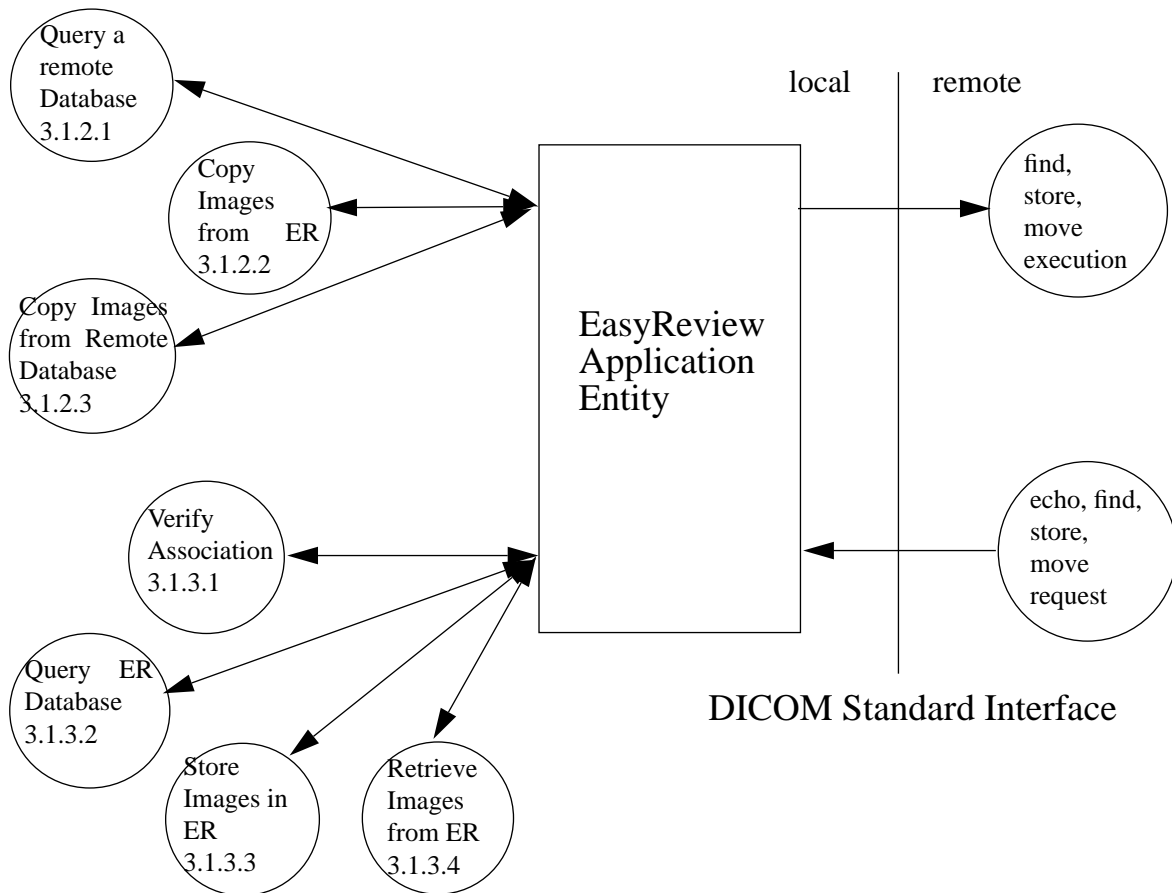 Query a
remote
Database
3.1.2.1
local
remote
Copy
Images
from ER
3.1.2.2
find,
store,
move
execution
Copy Images
from Remote
Database
3.1.2.3
EasyReview
Application
Entity
Verify
Association
3.1.3.1
echo, find,
store,
move
request
Query ER
Database
3.1.3.2
DICOM Standard Interface
Store
Images in
ER
3.1.3.3
Retrieve
Images
from ER
3.1.3.4